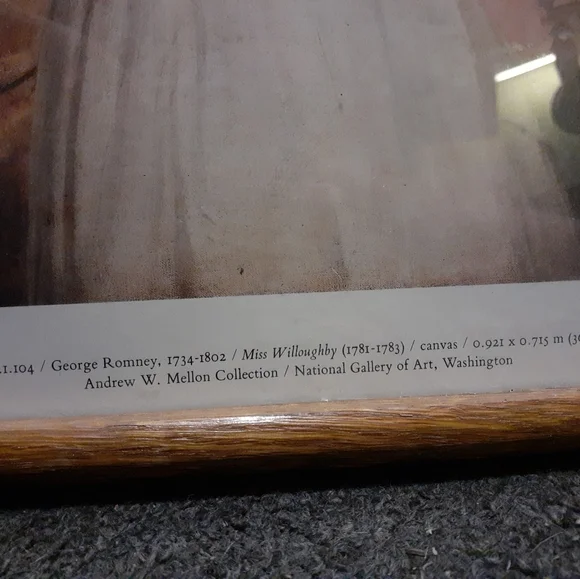 .1.104 / George Romney, 1734-1802 / Miss Willoughby (1781-1783) / canvas / 0.921 x 0.715 m (3
Andrew W. Mellon Collection / National Gallery of Art, Washington